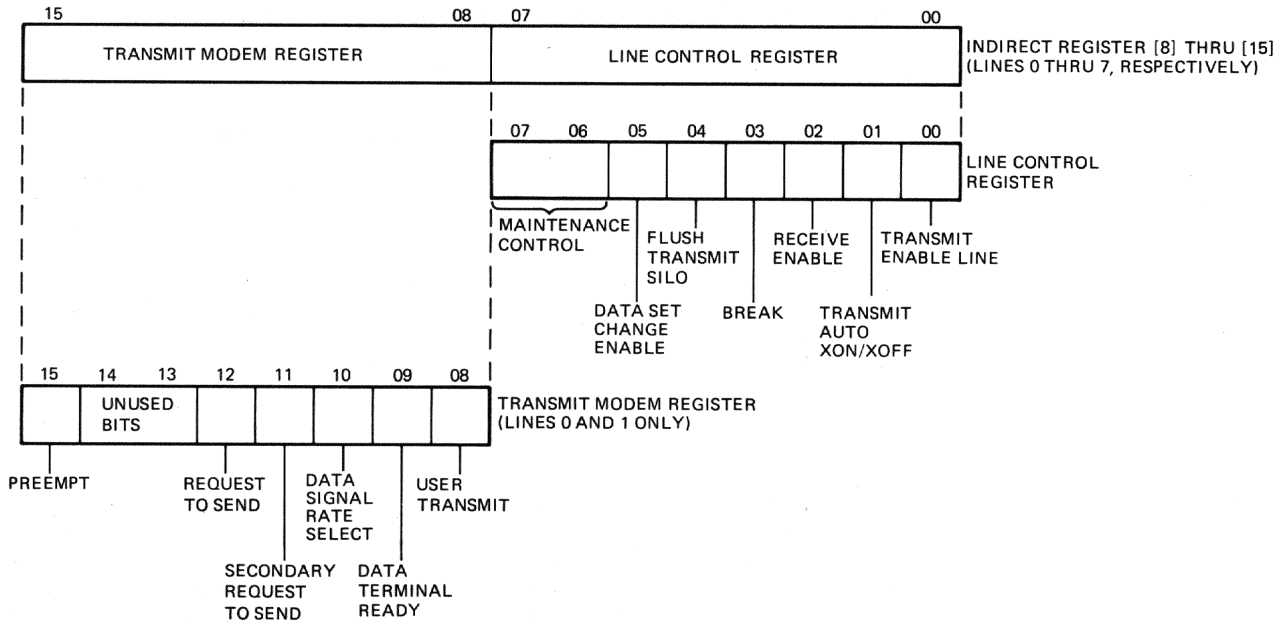 15 08 07 00
TRANSMIT MODEM REGISTER
LINE CONTROL REGISTER
INDIRECT REGISTER [8] THRU [15]
(LINES 0 THRU 7, RESPECTIVELY)
07 06 05 04 03 02 01 00
LINE CONTROL
REGISTER
MAINTENANCE
CONTROL
FLUSH
TRANSMIT
SILO
RECEIVE
ENABLE
TRANSMIT
ENABLE LINE
DATA SET
CHANGE
ENABLE
BREAK
TRANSMIT
AUTO
XON/XOFF
15 14 13 12 11 10 09 08
UNUSED
BITS
TRANSMIT MODEM REGISTER
(LINES 0 AND 1 ONLY)
PREEMPT
REQUEST
TO SEND
DATA
SIGNAL
RATE
SELECT
USER
TRANSMIT
SECONDARY
REQUEST
TO SEND
DATA
TERMINAL
READY